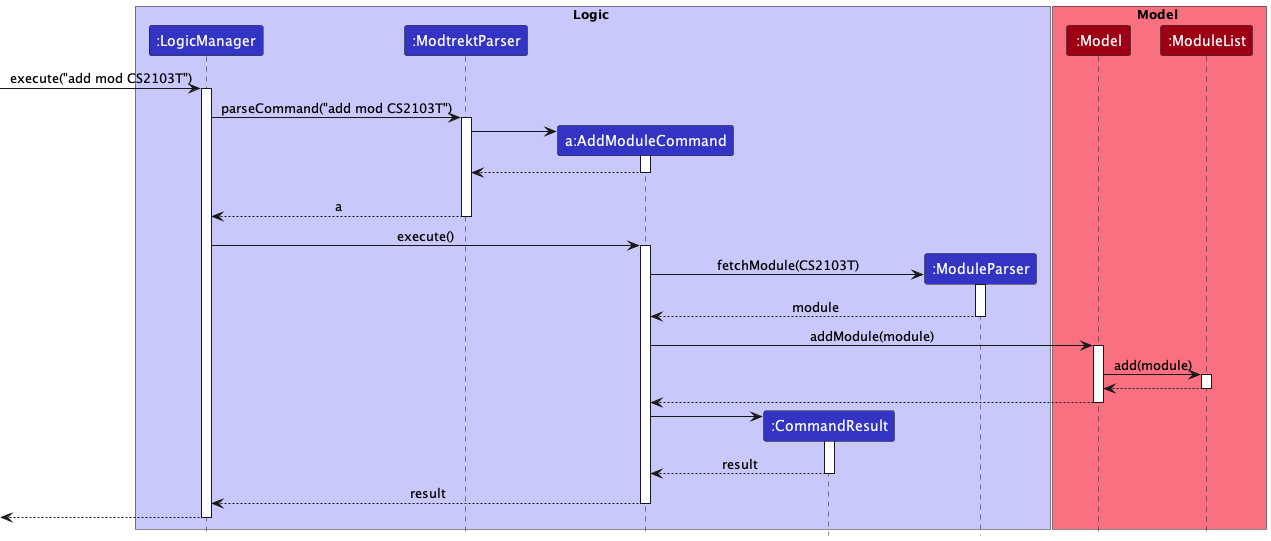 Logic
Model
:LogicManager
:ModtrektParser
:Model
:ModuleList
execute("add mod CS2103T")
parseCommand("add mod CS2103T")
a:AddModuleCommand
a
execute()
fetchModule(CS2103T)
:ModuleParser
module
addModule(module)
add(module)
:CommandResult
result
result